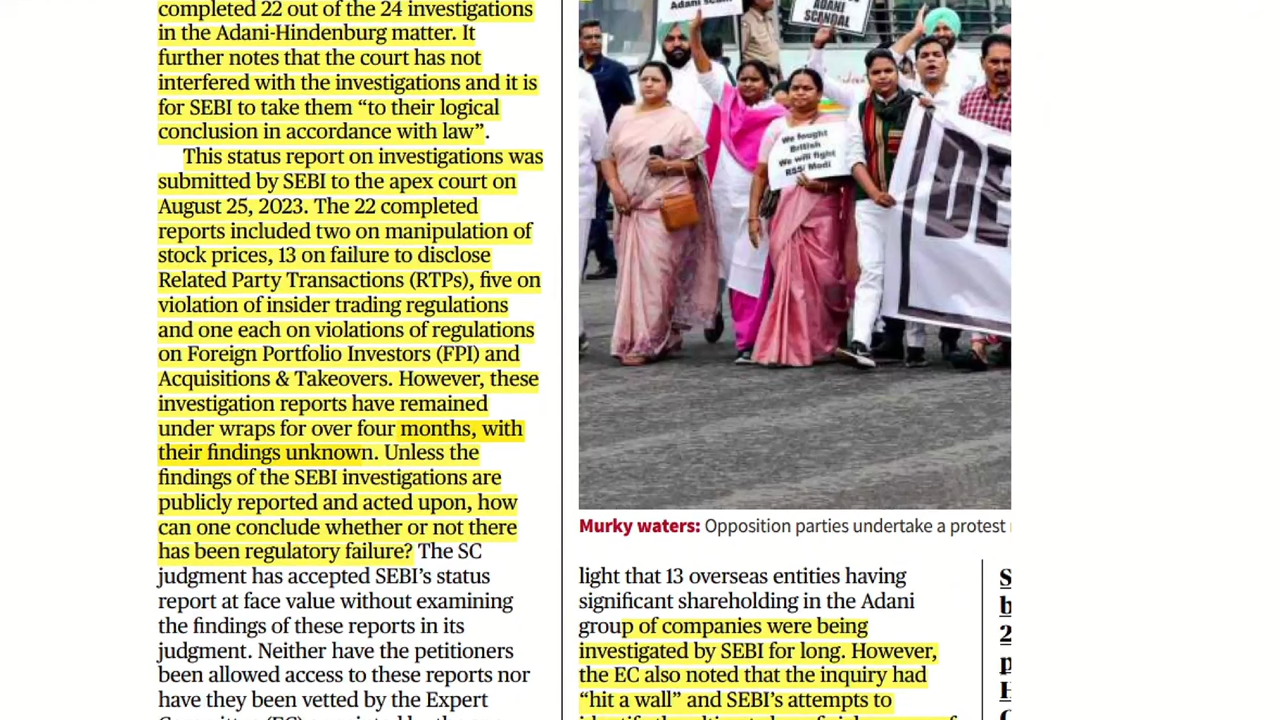 completed 22 out of the 24 investigations
in the Adani-Hindenburg matter. It
further notes that the court has not
interfered with the investigations and it is
for SEBI to take them “to their logical
conclusion in accordance with law”.
This status report on investigations was
submitted by SEBI to the apex court on
August 25, 2023. The 22 completed
reports included two on manipulation of
stock prices, 13 on failure to disclose
Related Party Transactions (RTPs), five on
violation of insider trading regulations
and one each on violations of regulations
on Foreign Portfolio Investors (FPI) and
Acquisitions & Takeovers. However, these
investigation reports have remained
under wraps for over four months, with
their findings unknown. Unless the
findings of the SEBI investigations are
publicly reported and acted upon, how
can one conclude whether or not there
has been regulatory failure? The SC
judgment has accepted SEBI’s status
report at face value without examining
the findings of these reports in its
judgment. Neither have the petitioners
been allowed access to these reports nor
have they been vetted by the Expert
ADANI
SCANDAL
We fought
British
We will fight
RSS/ Modi
Murky waters: Opposition parties undertake a protest
light that 13 overseas entities having
significant shareholding in the Adani
group of companies were being
investigated by SEBI for long. However,
the EC also noted that the inquiry had
“hit a wall” and SEBI’s attempts to